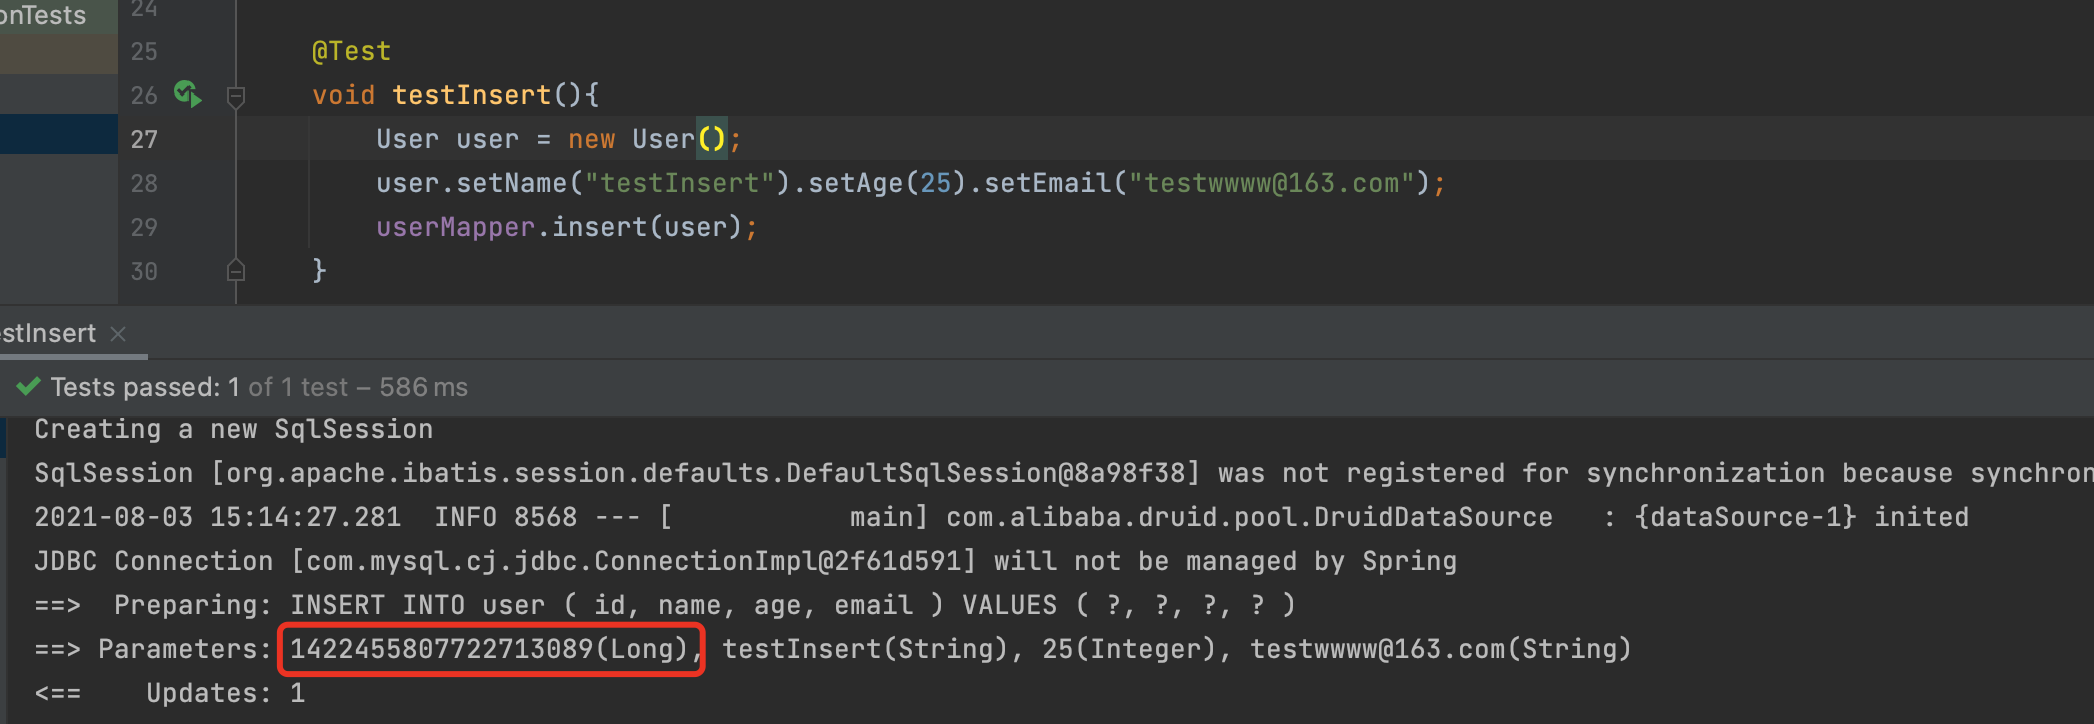 onTests
24
25 @Test
26 void testInsert(){
27 User user = new User();
28 user.setName("testInsert").setAge(25).setEmail("testwwww@163.com");
29 userMapper.insert(user);
30 }
estInsert ×
Tests passed: 1 of 1 test – 586 ms
Creating a new SqlSession
SqlSession [org.apache.ibatis.session.defaults.DefaultSqlSession@8a98f38] was not registered for synchronization because synchron
2021-08-03 15:14:27.281  INFO 8568 --- [           main] com.alibaba.druid.pool.DruidDataSource   : {dataSource-1} inited
JDBC Connection [com.mysql.cj.jdbc.ConnectionImpl@2f61d591] will not be managed by Spring
==>  Preparing: INSERT INTO user ( id, name, age, email ) VALUES ( ?, ?, ?, ? )
==> Parameters: 1422455807722713089(Long), testInsert(String), 25(Integer), testwwww@163.com(String)
<==    Updates: 1